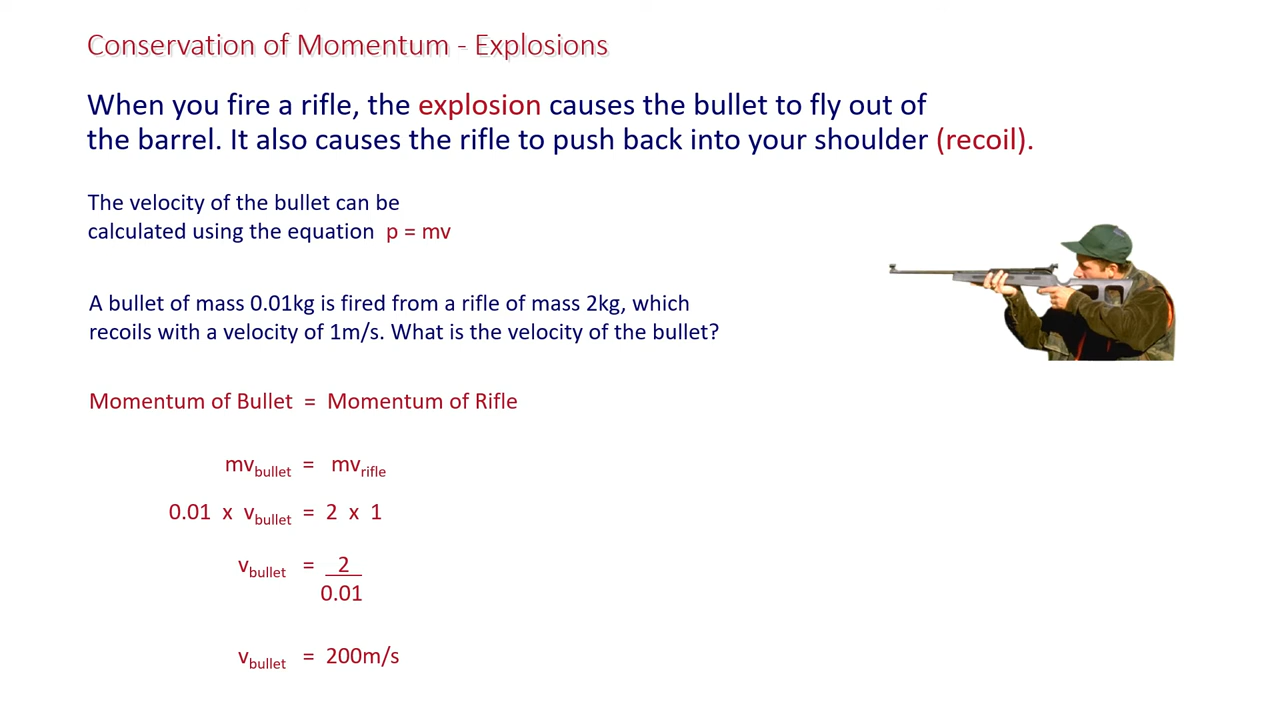 Conservation of Momentum - Explosions
When you fire a rifle, the explosion causes the bullet to fly out of
the barrel. It also causes the rifle to push back into your shoulder (recoil).
The velocity of the bullet can be
calculated using the equation p = mv
A bullet of mass 0.01kg is fired from a rifle of mass 2kg, which
recoils with a velocity of 1m/s. What is the velocity of the bullet?
Momentum of Bullet = Momentum of Rifle
mvbullet = mvrifle
0.01 x vbullet = 2 x 1
vbullet = 2
0.01
vbullet = 200m/s